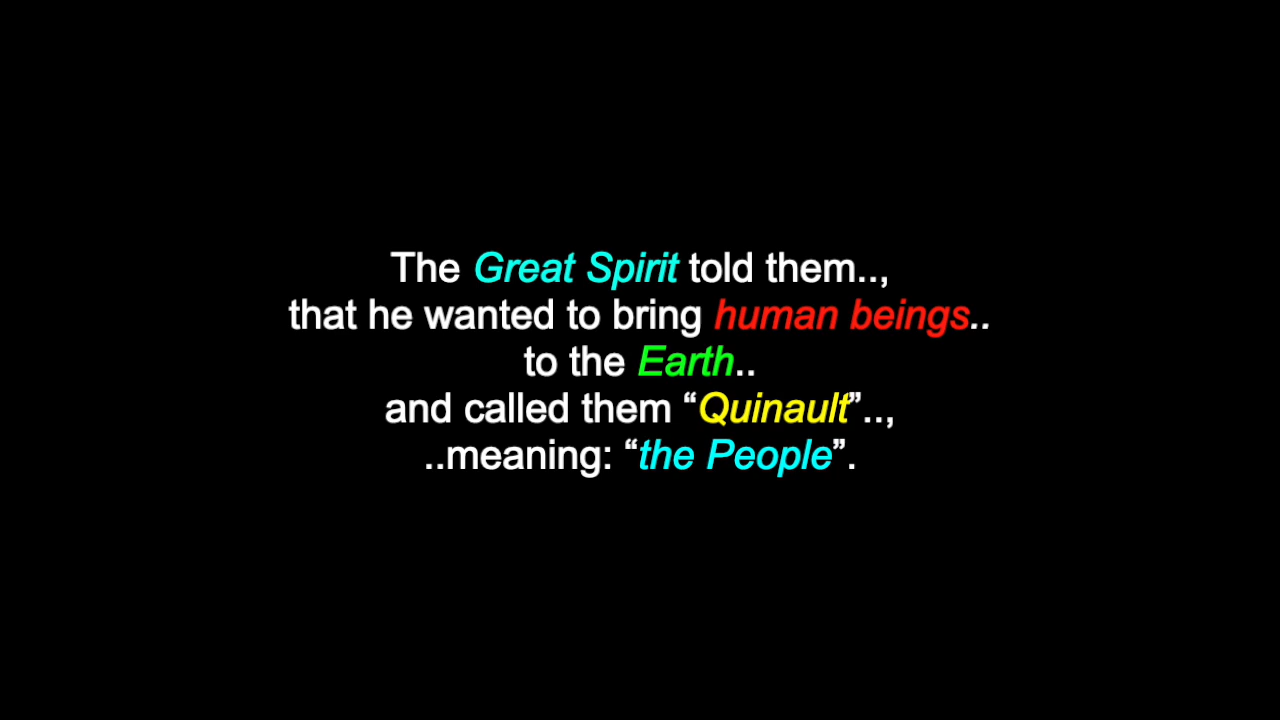 The Great Spirit told them..,
that he wanted to bring human beings..
to the Earth..
and called them “Quinault”..,
..meaning: “the People”.